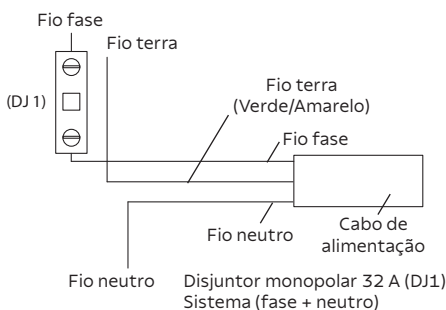 Fio fase
Fio terra
(DJ 1)
Fio terra
(Verde/Amarelo)
Fio fase
Fio neutro
Cabo de
alimentação
Fio neutro
Disjuntor monopolar 32 A (DJ1)
Sistema (fase + neutro)